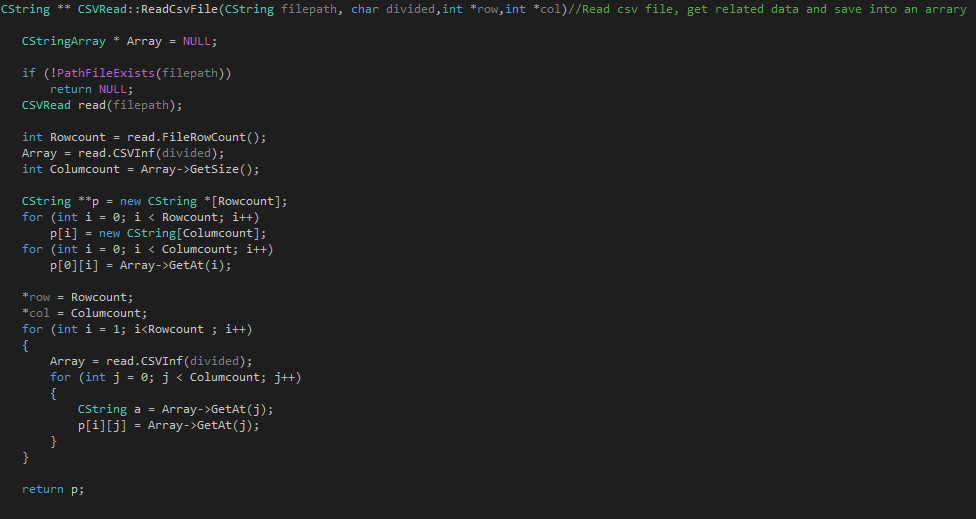 CString ** CSVRead::ReadCsvFile(CString filepath, char divided,int *row,int *col)//Read csv file, get related data and save into an arrary
CStringArray * Array = NULL;
if (!PathFileExists(filepath))
return NULL;
CSVRead read(filepath);
int Rowcount = read.FileRowCount();
Array = read.CSVInf(divided);
int Columcount = Array->GetSize();
CString **p = new CString *[Rowcount];
for (int i = 0; i < Rowcount; i++)
p[i] = new CString[Columcount];
for (int i = 0; i < Columcount; i++)
p[0][i] = Array->GetAt(i);
*row = Rowcount;
*col = Columcount;
for (int i = 1; i<Rowcount ; i++)
{
Array = read.CSVInf(divided);
for (int j = 0; j < Columcount; j++)
{
CString a = Array->GetAt(j);
p[i][j] = Array->GetAt(j);
}
}
return p;